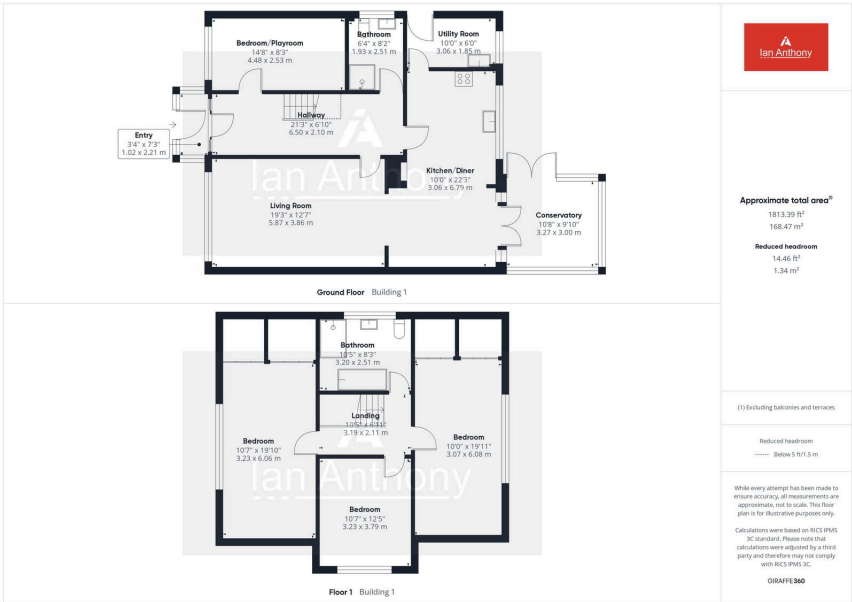 Bedroom/Playroom
14'8" x 8'3"
4.48 x 2.53 m
Bathroom
6'4" x 8'2"
1.93 x 2.51 m
Utility Room
10'0" x 6'0"
3.06 x 1.85 m
Hallway
21'3" x 6'10"
6.50 x 2.10 m
Entry
3'4" x 7'3"
1.02 x 2.21 m
Kitchen/Diner
10'0" x 22'3"
3.06 x 6.79 m
Ian Anthony
Living Room
19'3" x 12'7"
5.87 x 3.86 m
Conservatory
10'8" x 9'10"
3.27 x 3.00 m
Ground Floor Building 1
Bathroom
10'5" x 8'3"
3.20 x 2.51 m
Landing
10'5" x 6'11"
3.19 x 2.11 m
Bedroom
10'7" x 19'10"
3.23 x 6.06 m
Bedroom
10'0" x 19'11"
3.07 x 6.08 m
Ian Anthony
Bedroom
10'7" x 12'5"
3.23 x 3.79 m
Floor 1 Building 1
Ian Anthony
Approximate total area⁽¹⁾
1813.39 ft²
168.47 m²
Reduced headroom
14.46 ft²
1.34 m²
(1) Excluding balconies and terraces
Reduced headroom
Below 5 ft/1.5 m
While every attempt has been made to
ensure accuracy, all measurements are
approximate, not to scale. This floor
plan is for illustrative purposes only.
Calculations were based on RICS IPMS
3C standard. Please note that
calculations were adjusted by a third
party and therefore may not comply
with RICS IPMS 3C.
GIRAFFE360